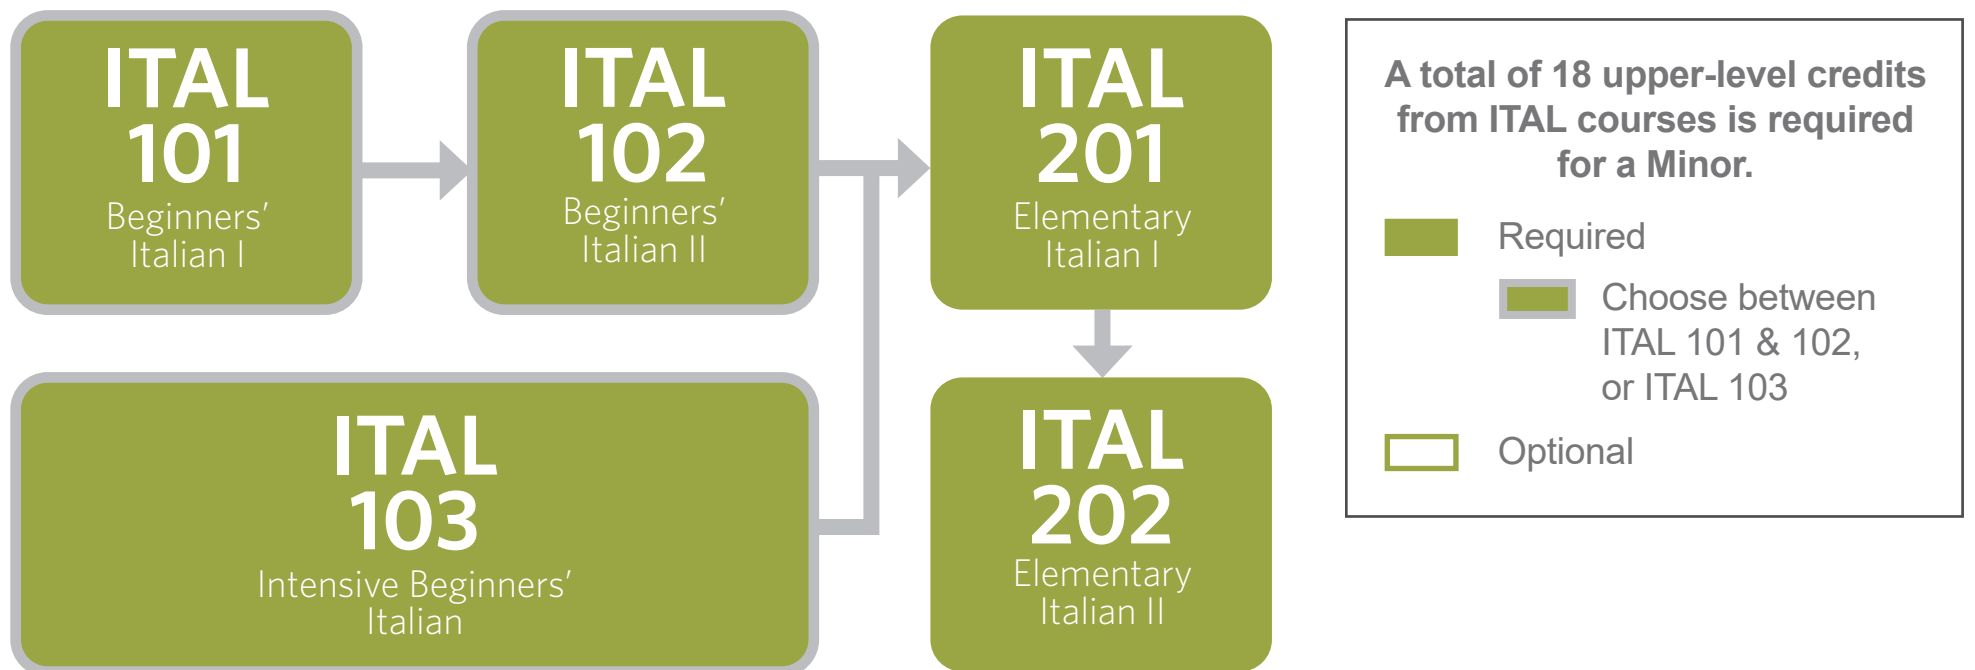 ITAL
101
Beginners’
Italian I
ITAL
102
Beginners’
Italian II
ITAL
201
Elementary
Italian I
ITAL
103
Intensive Beginners’
Italian
ITAL
202
Elementary
Italian II
A total of 18 upper-level credits
from ITAL courses is required
for a Minor.
Required
Choose between
ITAL 101 & 102,
or ITAL 103
Optional